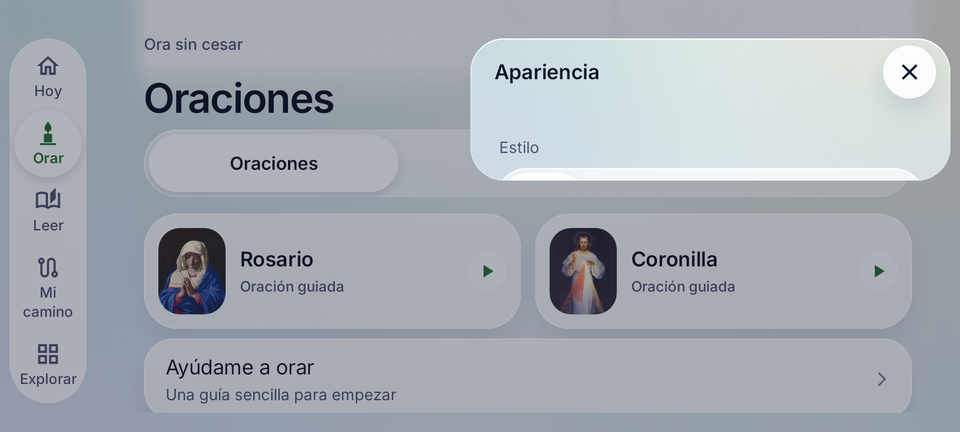 Ora sin cesar
Oraciones
Apariencia
Estilo
Hoy
Orar
Leer
Mi
camino
Explorar
Oraciones
Rosario
Oración guiada
Coronilla
Oración guiada
Ayúdame a orar
Una guía sencilla para empezar